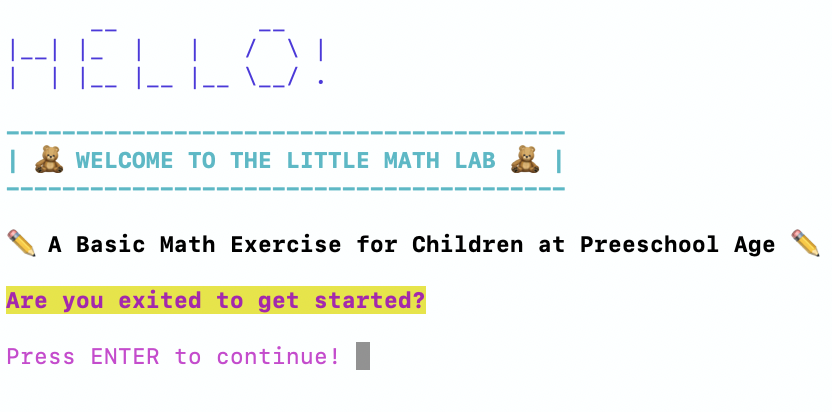 HELLO!
WELCOME TO THE LITTLE MATH LAB
A Basic Math Exercise for Children at Preeschool Age
Are you exited to get started?
Press ENTER to continue!